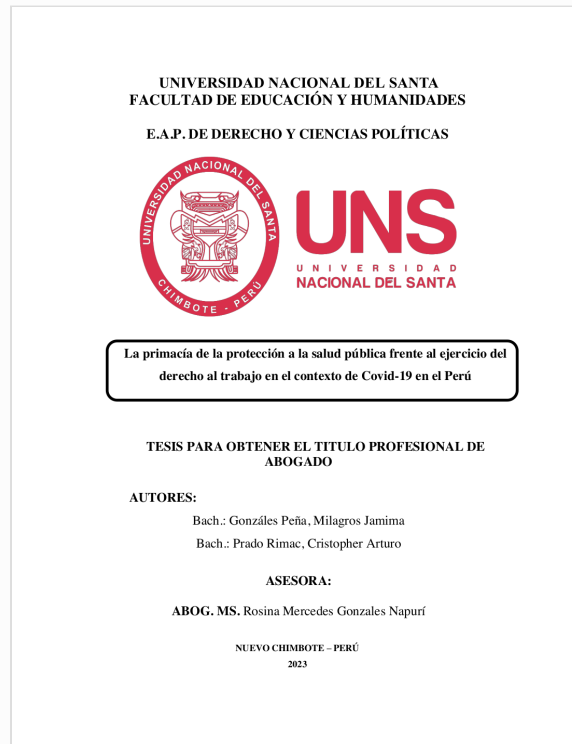 UNIVERSIDAD NACIONAL DEL SANTA
FACULTAD DE EDUCACIÓN Y HUMANIDADES
E.A.P. DE DERECHO Y CIENCIAS POLÍTICAS
UNIVERSIDAD NACIONAL DEL SANTA
CHIMBOTE - PERÚ
UNS
UNIVERSIDAD
NACIONAL DEL SANTA
La primacía de la protección a la salud pública frente al ejercicio del
derecho al trabajo en el contexto de Covid-19 en el Perú
TESIS PARA OBTENER EL TITULO PROFESIONAL DE
ABOGADO
AUTORES:
Bach.: Gonzáles Peña, Milagros Jamima
Bach.: Prado Rimac, Cristopher Arturo
ASESORA:
ABOG. MS. Rosina Mercedes Gonzales Napurí
NUEVO CHIMBOTE – PERÚ
2023